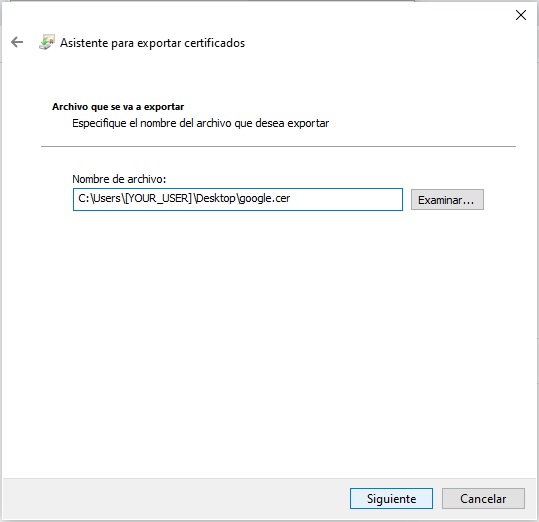 Asistente para exportar certificados
Archivo que se va a exportar
Especifique el nombre del archivo que desea exportar
Nombre de archivo:
C:\Users\[YOUR_USER]\Desktop\google.cer
Examinar...
Siguiente
Cancelar